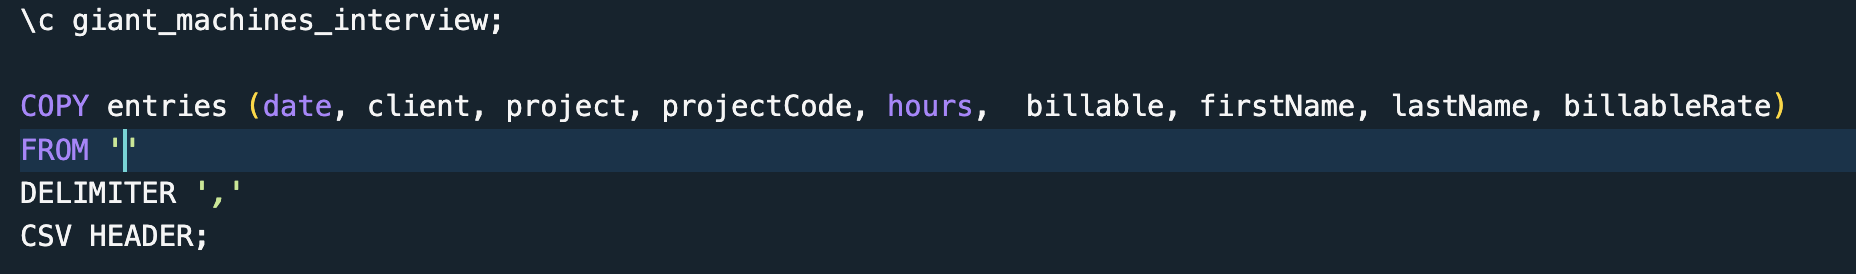 \c giant_machines_interview;
COPY entries (date, client, project, projectCode, hours,  billable, firstName, lastName, billableRate)
FROM ''
DELIMITER ','
CSV HEADER;